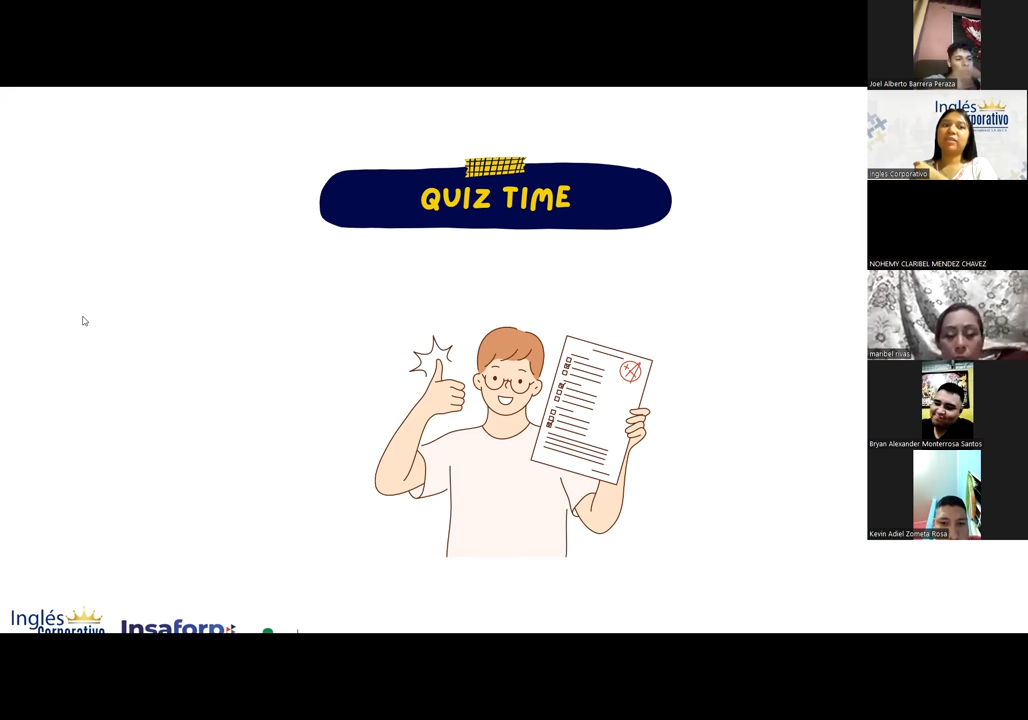 QUIZ TIME
A+
Inglés
Corporativo
Insaforp
Joel Alberto Barrera Peraza
Inglés
Corporativo
Ingles Corporativo
NOHEMY CLARIBEL MENDEZ CHAVEZ
maribel rivas
Bryan Alexander Monterrosa Santos
Kevin Adiel Zometa Rosa